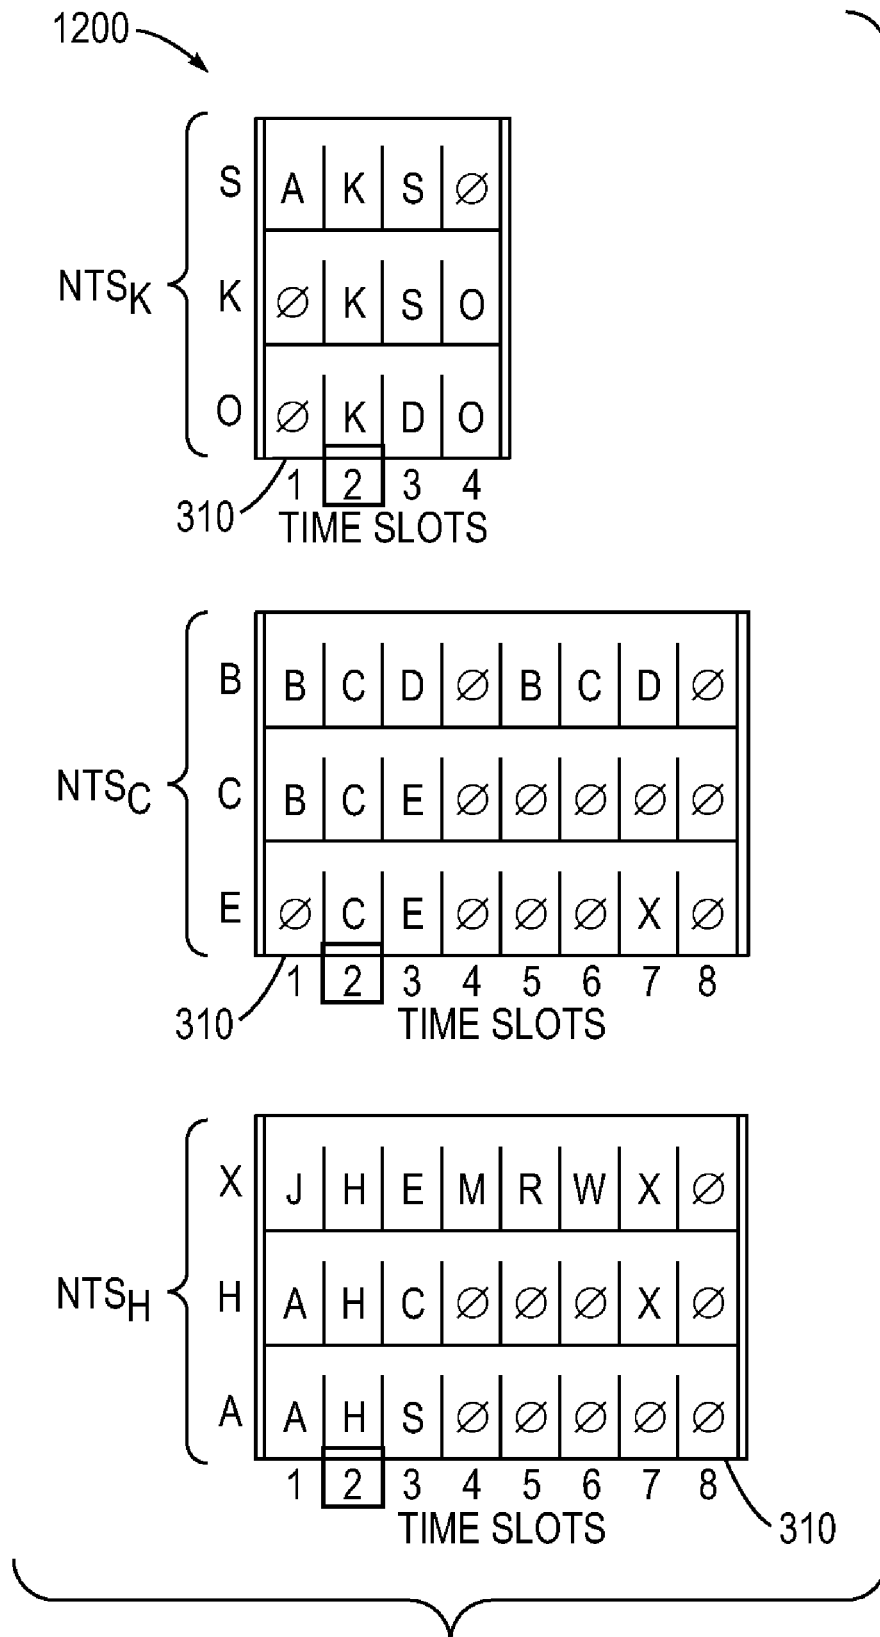 1200
S A K S ∅
NTSK K ∅ K S O
O ∅ K D O
1 2 3 4
310
TIME SLOTS
B B C D ∅ B C D ∅
NTSC C B C E ∅ ∅ ∅ ∅ ∅
E ∅ C E ∅ ∅ ∅ X ∅
1 2 3 4 5 6 7 8
310
TIME SLOTS
X J H E M R W X ∅
NTSH H A H C ∅ ∅ ∅ X ∅
A A H S ∅ ∅ ∅ ∅ ∅
1 2 3 4 5 6 7 8
TIME SLOTS
310